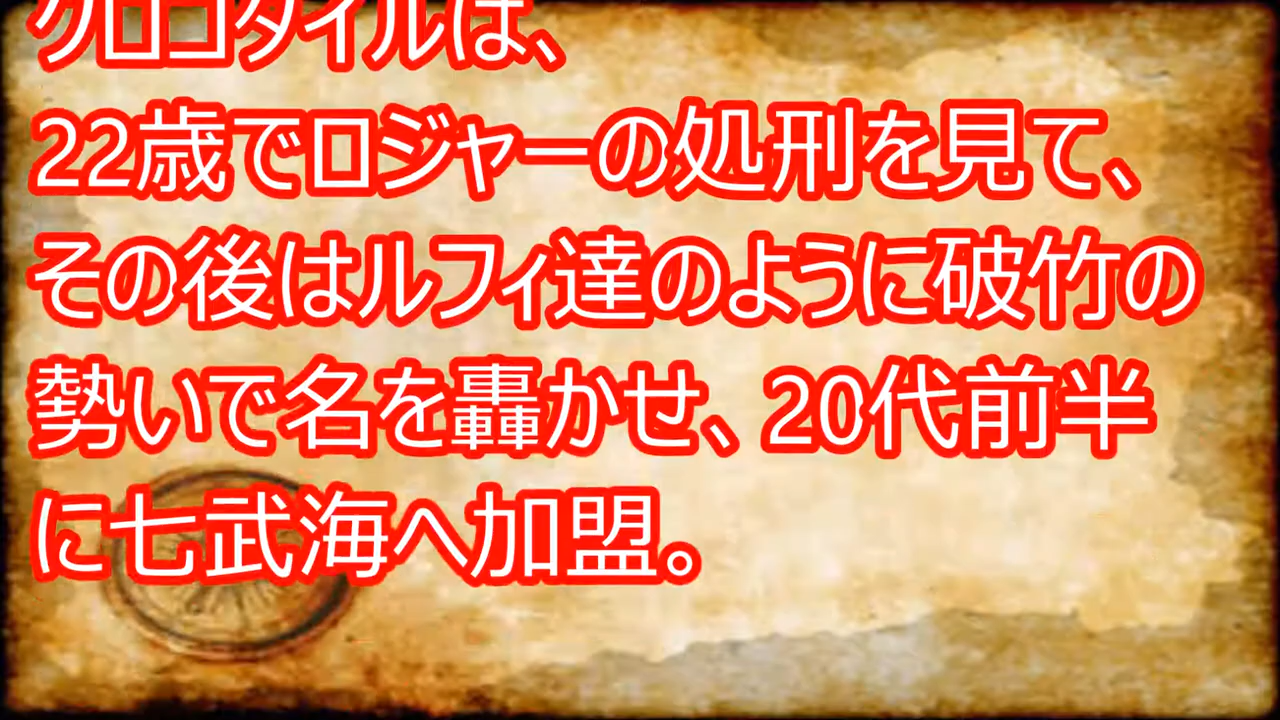 クロコダイルは、
22歳でロジャーの処刑を見て、
その後はルフィ達のように破竹の
勢いで名を轟かせ、20代前半
に七武海へ加盟。